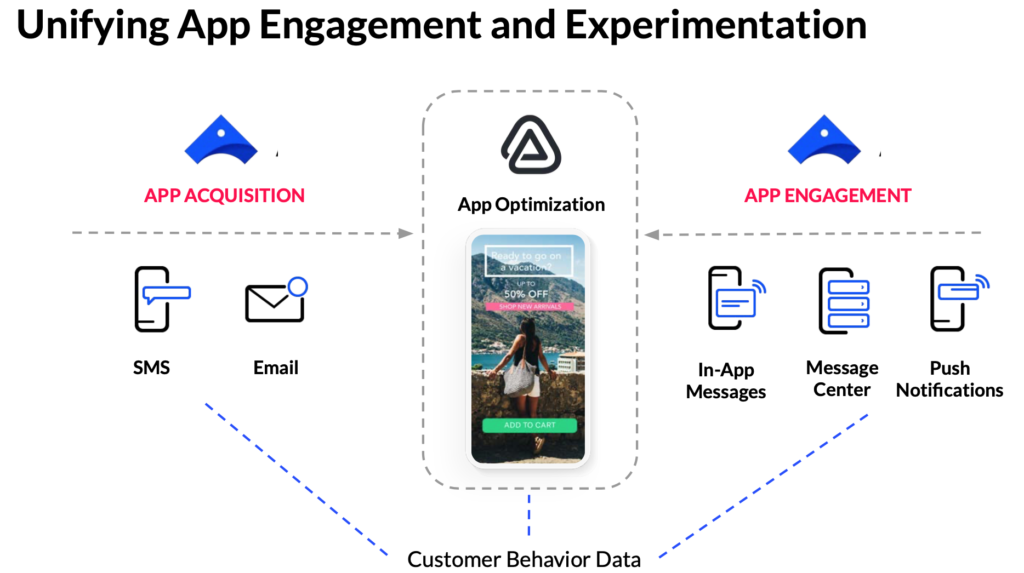 Unifying App Engagement and Experimentation
APP ACQUISITION
App Optimization
APP ENGAGEMENT
Ready to go on
a vacation?
UP TO
50% OFF
SHOP NEW ARRIVALS
ADD TO CART
SMS
Email
In-App
Messages
Message
Center
Push
Notifications
Customer Behavior Data